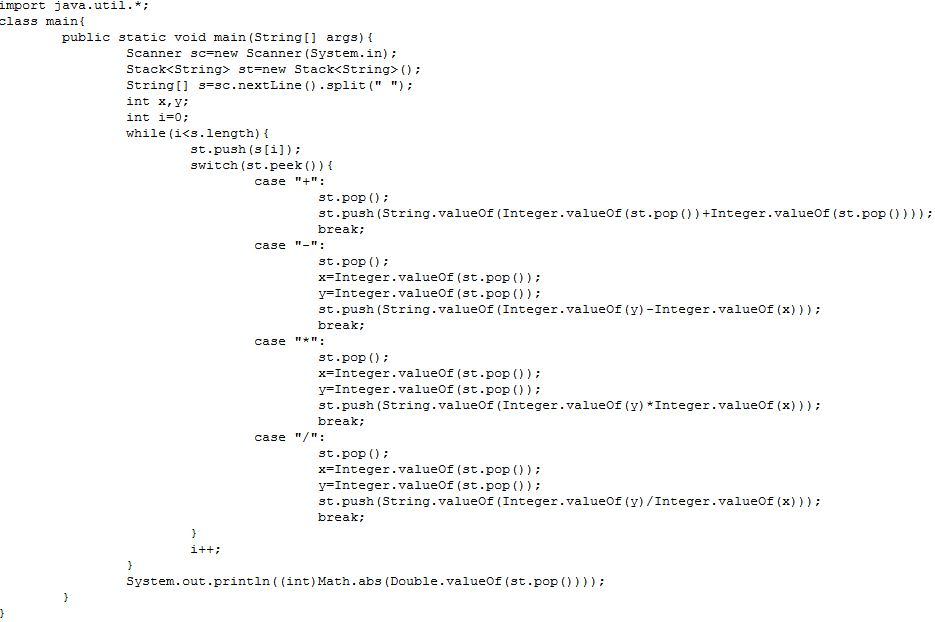 import java.util.*;
class main{
public static void main(String[] args){
Scanner sc=new Scanner(System.in);
Stack<String> st=new Stack<String>();
String[] s=sc.nextLine().split(" ");
int x,y;
int i=0;
while(i<s.length){
st.push(s[i]);
switch(st.peek()){
case "+":
st.pop();
st.push(String.valueOf(Integer.valueOf(st.pop())+Integer.valueOf(st.pop())));
break;
case "-":
st.pop();
x=Integer.valueOf(st.pop());
y=Integer.valueOf(st.pop());
st.push(String.valueOf(Integer.valueOf(y)-Integer.valueOf(x)));
break;
case "*":
st.pop();
x=Integer.valueOf(st.pop());
y=Integer.valueOf(st.pop());
st.push(String.valueOf(Integer.valueOf(y)*Integer.valueOf(x)));
break;
case "/":
st.pop();
x=Integer.valueOf(st.pop());
y=Integer.valueOf(st.pop());
st.push(String.valueOf(Integer.valueOf(y)/Integer.valueOf(x)));
break;
}
i++;
}
System.out.println((int)Math.abs(Double.valueOf(st.pop())));
}
}